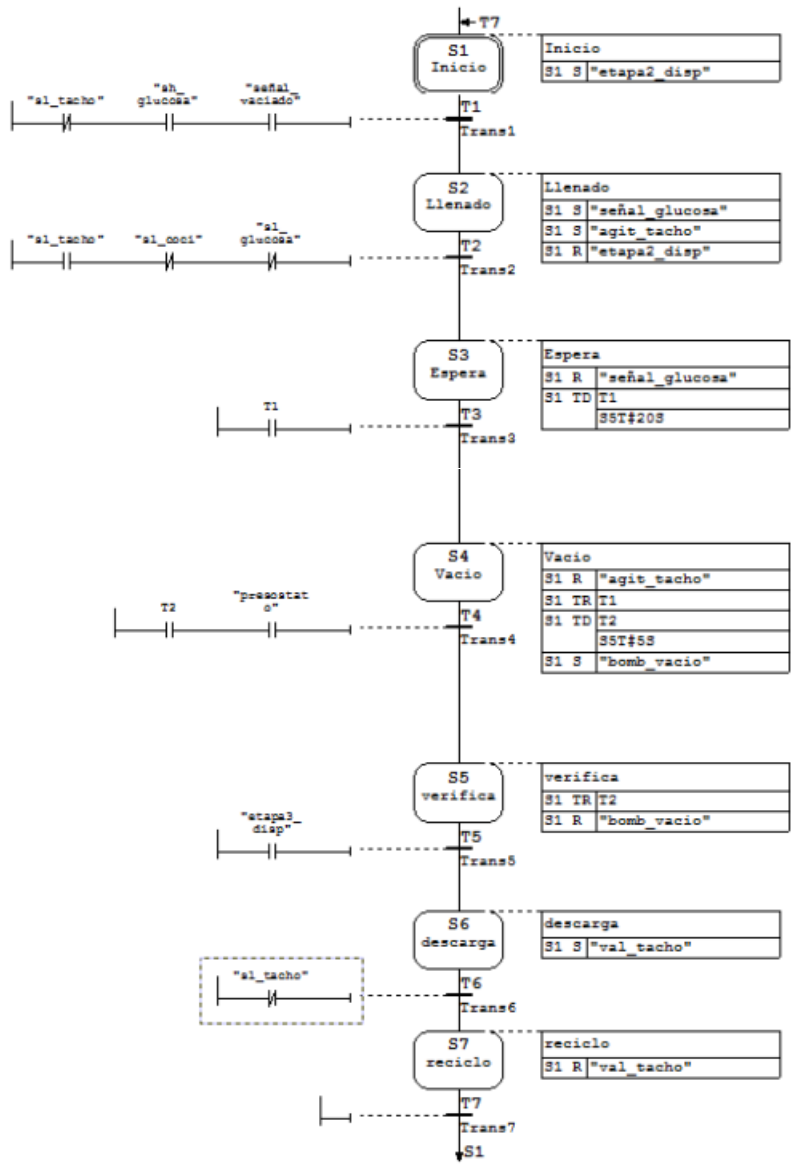 T7
S1
Inicio
Inicio
S1 S "etapa2_disp"
"sl_tacho"
"sh_
glucosa"
"señal_
vaciado"
T1
Trans1
S2
Llenado
Llenado
S1 S "señal_glucosa"
S1 S "agit_tacho"
S1 R "etapa2_disp"
"sl_tacho"
"sl_coci"
"sl_
glucosa"
T2
Trans2
S3
Espera
Espera
S1 R "señal_glucosa"
S1 TD T1
S5T#20S
T1
T3
Trans3
S4
Vacio
Vacio
S1 R "agit_tacho"
S1 TR T1
S1 TD T2
S5T#5S
S1 S "bomb_vacio"
T2
"presostat
o"
T4
Trans4
S5
verifica
verifica
S1 TR T2
S1 R "bomb_vacio"
"etapa3_
disp"
T5
Trans5
S6
descarga
descarga
S1 S "val_tacho"
"sl_tacho"
T6
Trans6
S7
reciclo
reciclo
S1 R "val_tacho"
T7
Trans7
S1